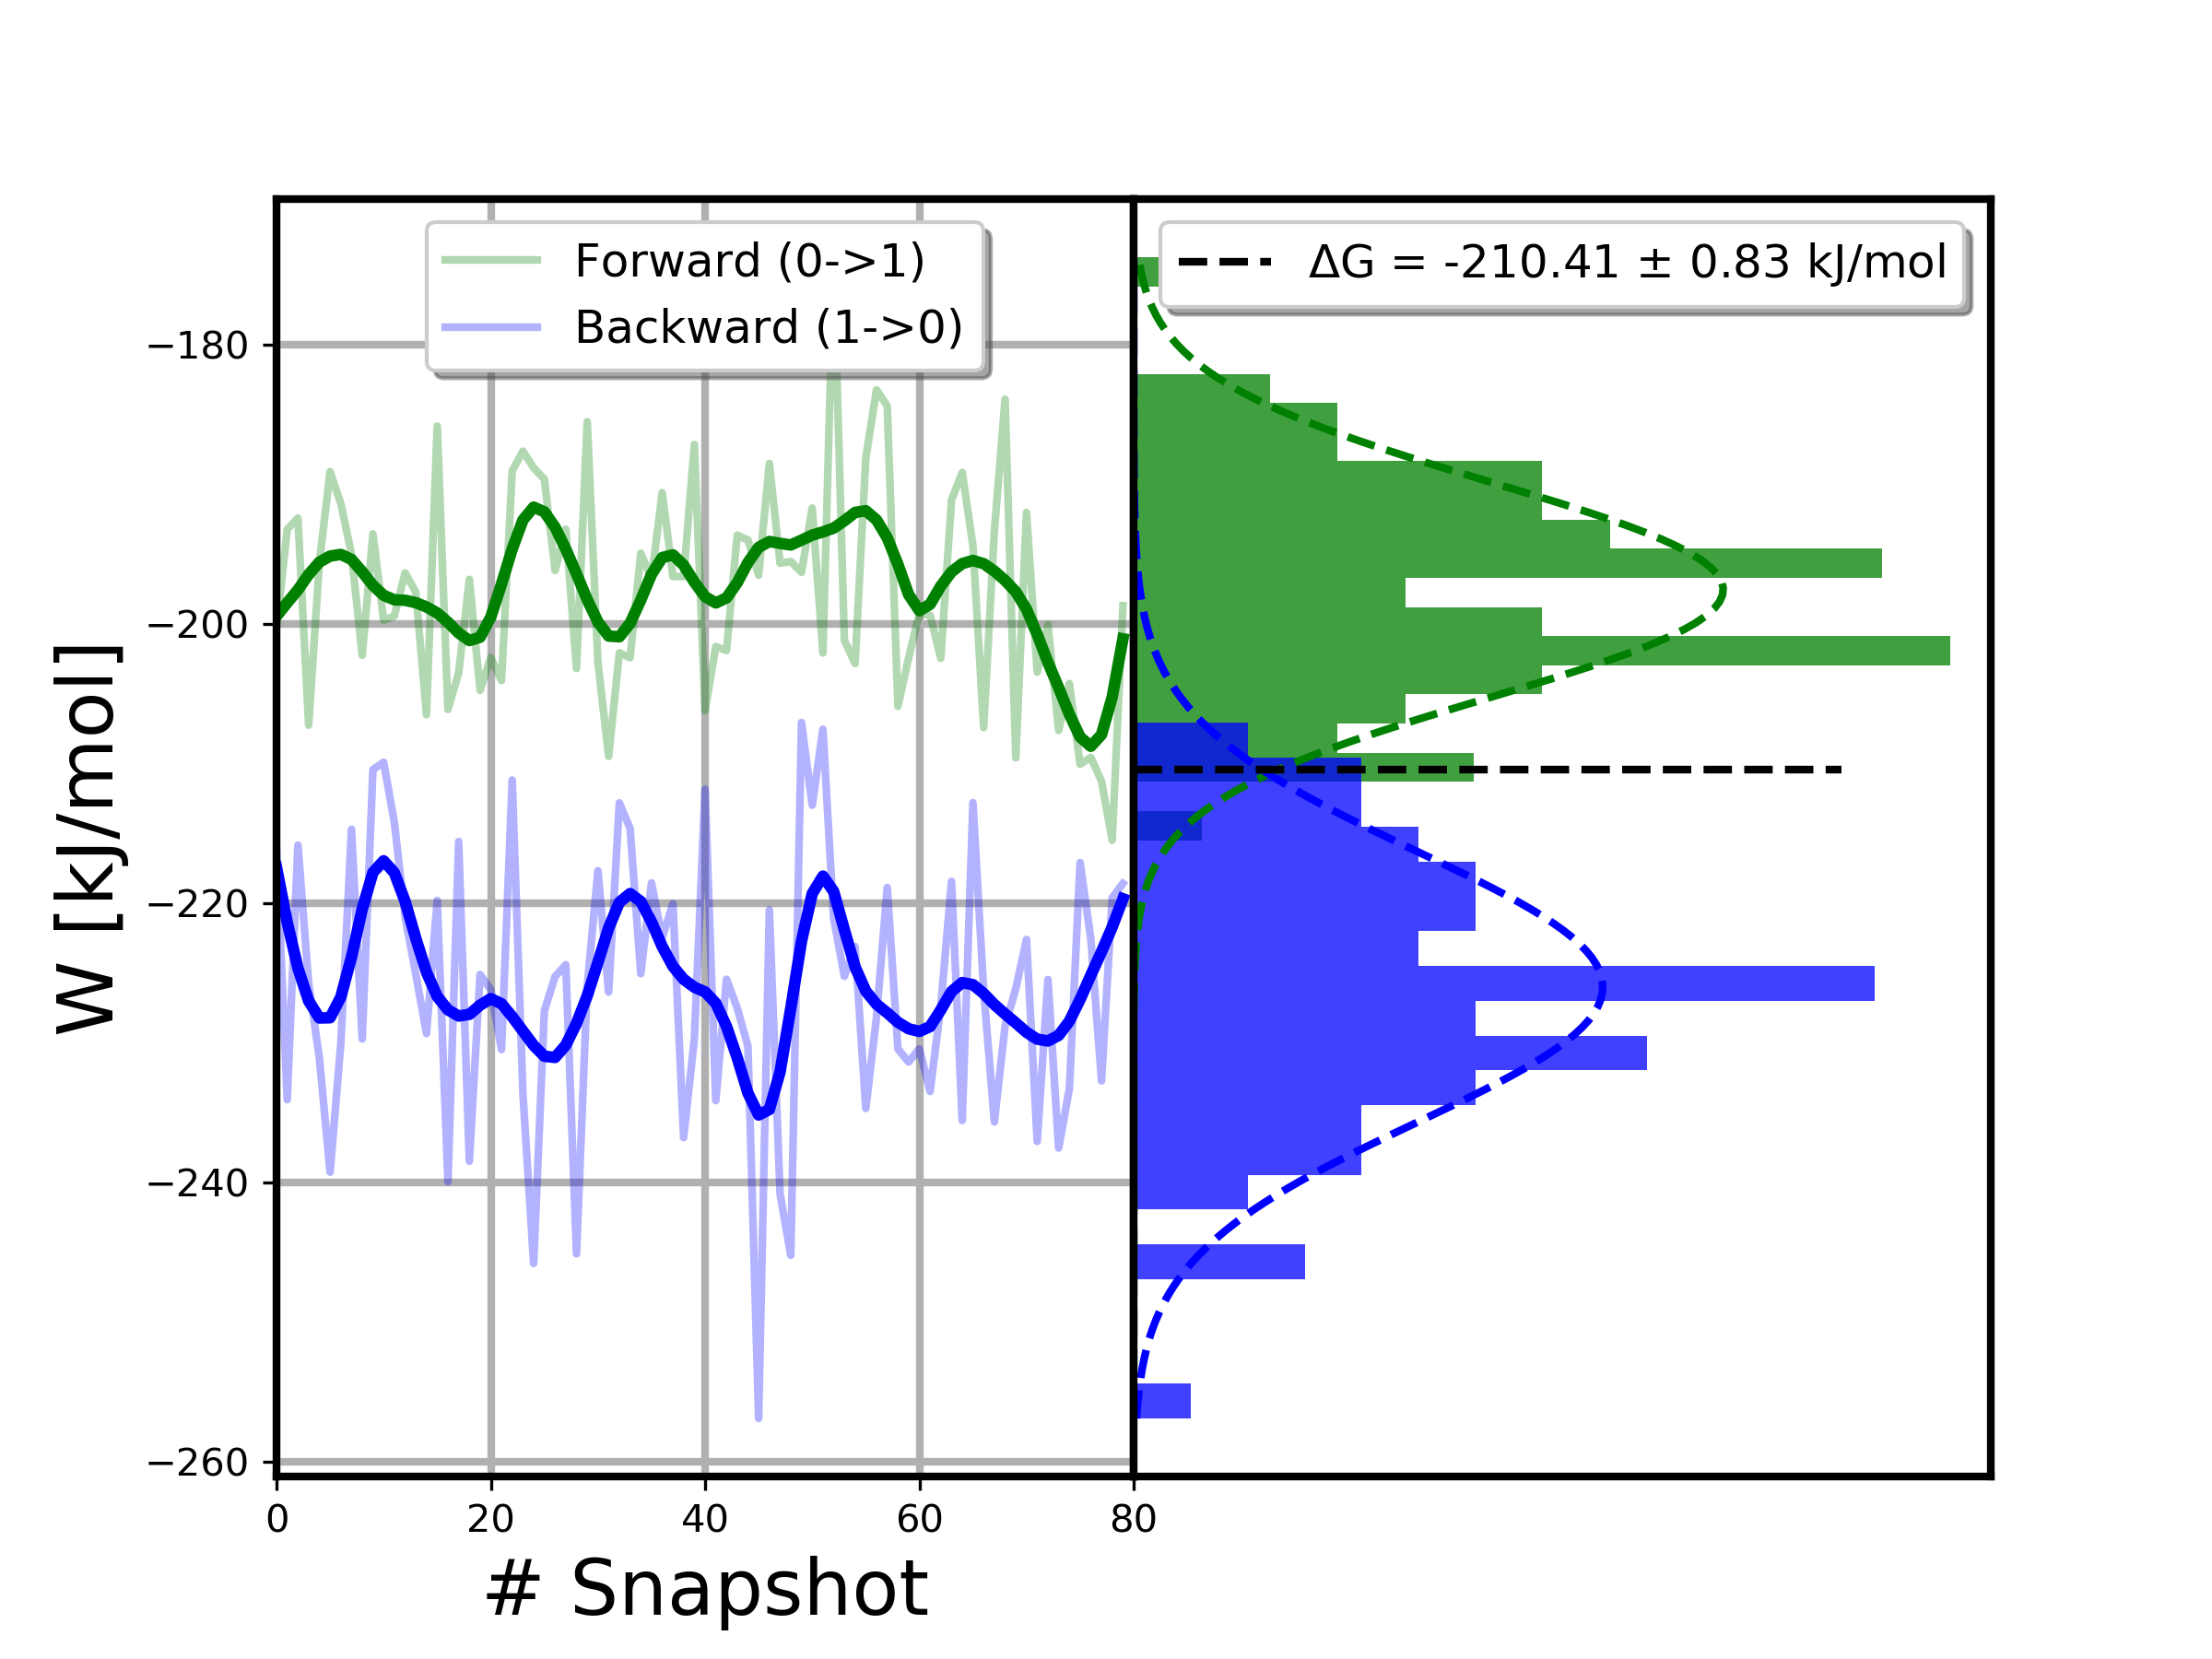 Forward (0->1)
Backward (1->0)
ΔG = -210.41 ± 0.83 kJ/mol
W [kJ/mol]
−180
−200
−220
−240
−260
0 20 40 60 80
# Snapshot